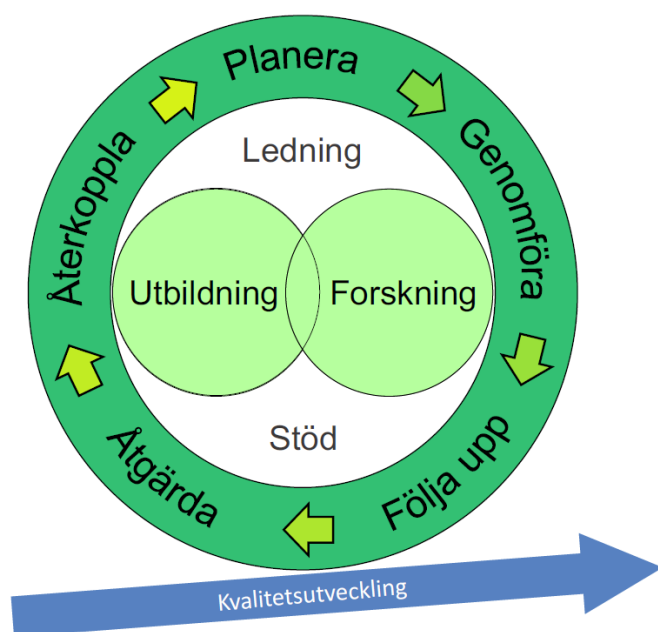 Planera
Genomföra
Följa upp
Åtgärda
Återkoppla
Ledning
Utbildning
Forskning
Stöd
Kvalitetsutveckling